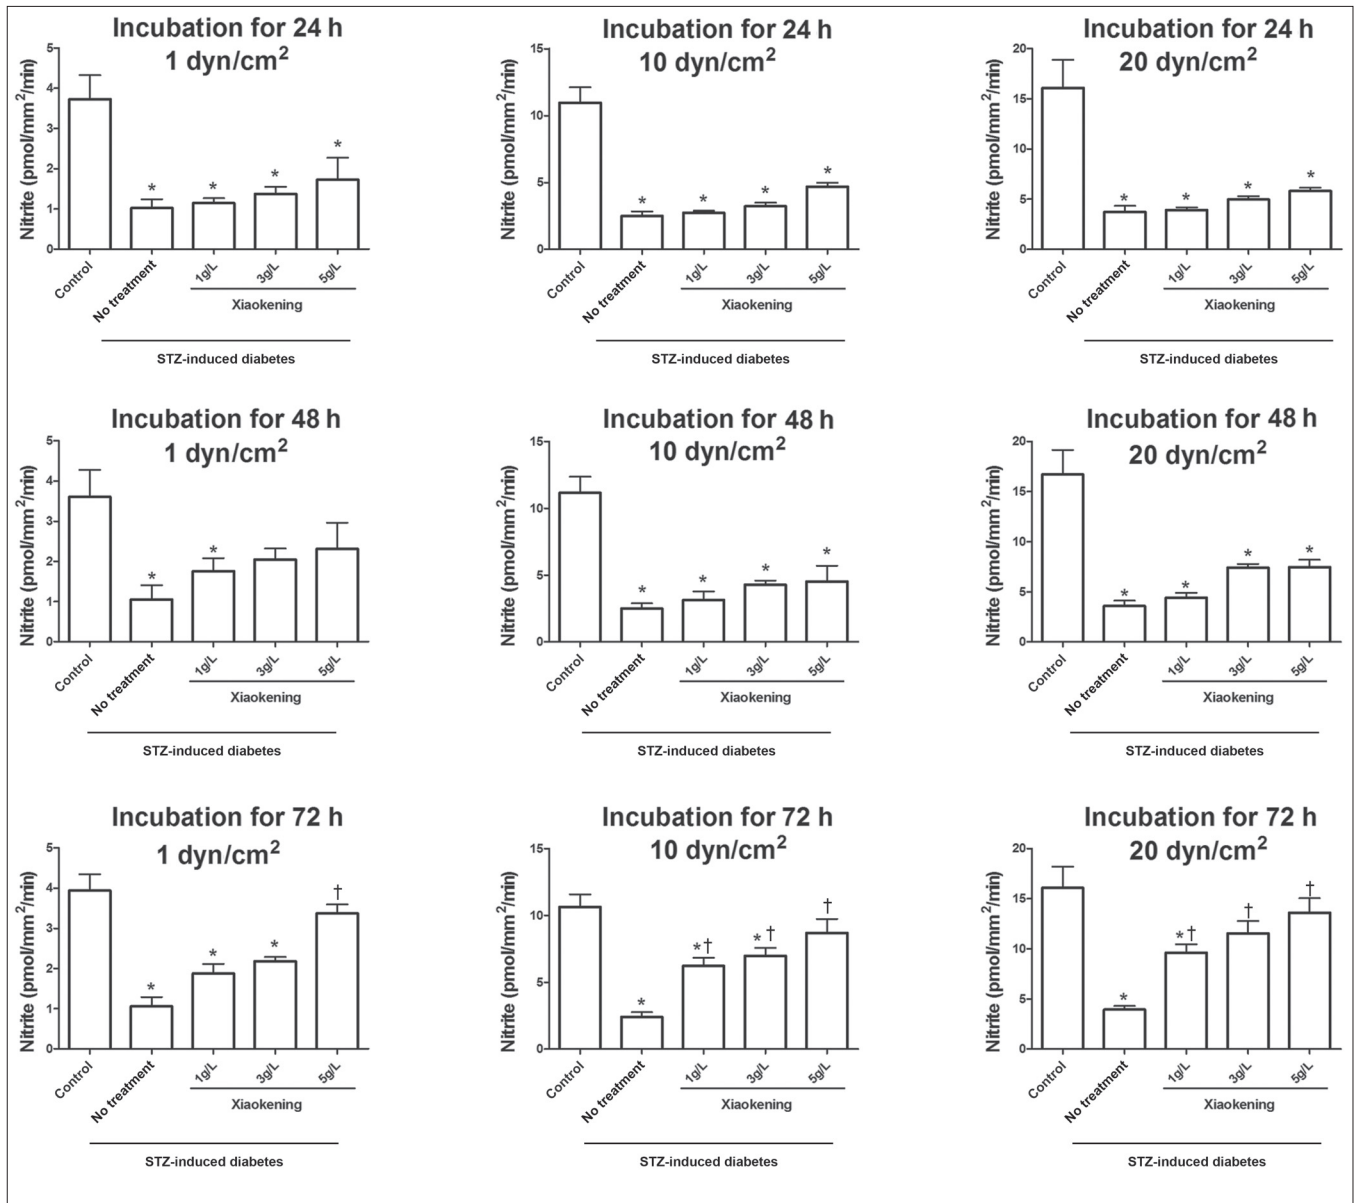 Incubation for 24 h
1 dyn/cm²
Nitrite (pmol/mm²/min)
5
4
3
2
1
0
*
*
*
*
Control
No treatment
1g/L
3g/L
5g/L
Xiaokening
STZ-induced diabetes
Incubation for 24 h
10 dyn/cm²
Nitrite (pmol/mm²/min)
15
10
5
0
*
*
*
*
Control
No treatment
1g/L
3g/L
5g/L
Xiaokening
STZ-induced diabetes
Incubation for 24 h
20 dyn/cm²
Nitrite (pmol/mm²/min)
20
15
10
5
0
*
*
*
*
Control
No treatment
1g/L
3g/L
5g/L
Xiaokening
STZ-induced diabetes
Incubation for 48 h
1 dyn/cm²
Nitrite (pmol/mm²/min)
5
4
3
2
1
0
*
*
Control
No treatment
1g/L
3g/L
5g/L
Xiaokening
STZ-induced diabetes
Incubation for 48 h
10 dyn/cm²
Nitrite (pmol/mm²/min)
15
10
5
0
*
*
*
*
Control
No treatment
1g/L
3g/L
5g/L
Xiaokening
STZ-induced diabetes
Incubation for 48 h
20 dyn/cm²
Nitrite (pmol/mm²/min)
20
15
10
5
0
*
*
*
*
Control
No treatment
1g/L
3g/L
5g/L
Xiaokening
STZ-induced diabetes
Incubation for 72 h
1 dyn/cm²
Nitrite (pmol/mm²/min)
5
4
3
2
1
0
*
*
*
†
Control
No treatment
1g/L
3g/L
5g/L
Xiaokening
STZ-induced diabetes
Incubation for 72 h
10 dyn/cm²
Nitrite (pmol/mm²/min)
15
10
5
0
*
*†
*†
†
Control
No treatment
1g/L
3g/L
5g/L
Xiaokening
STZ-induced diabetes
Incubation for 72 h
20 dyn/cm²
Nitrite (pmol/mm²/min)
20
15
10
5
0
*
*†
†
†
Control
No treatment
1g/L
3g/L
5g/L
Xiaokening
STZ-induced diabetes